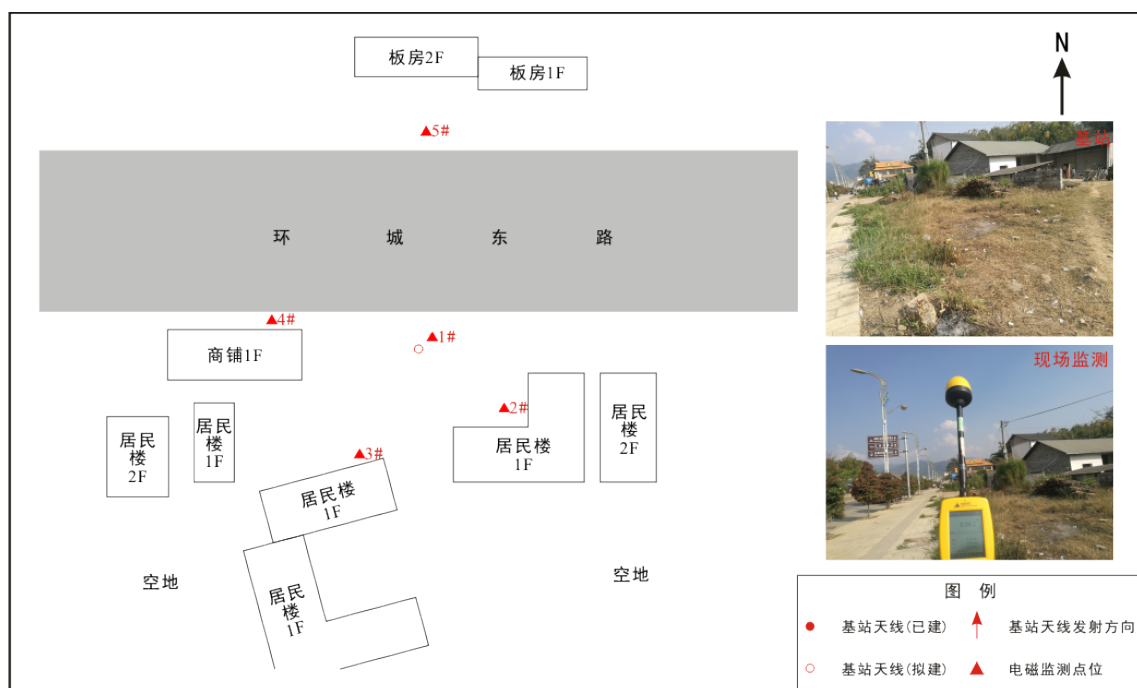 板房2F
板房1F
N
▲5#
基站
环城东路
▲4#
▲1#
商铺1F
现场监测
▲2#
居民
楼
2F
居民
楼
1F
居民楼
1F
居民
楼
2F
▲3#
居民楼
1F
空地
居民
楼
1F
空地
图 例
基站天线(已建)
基站天线发射方向
基站天线(拟建)
电磁监测点位